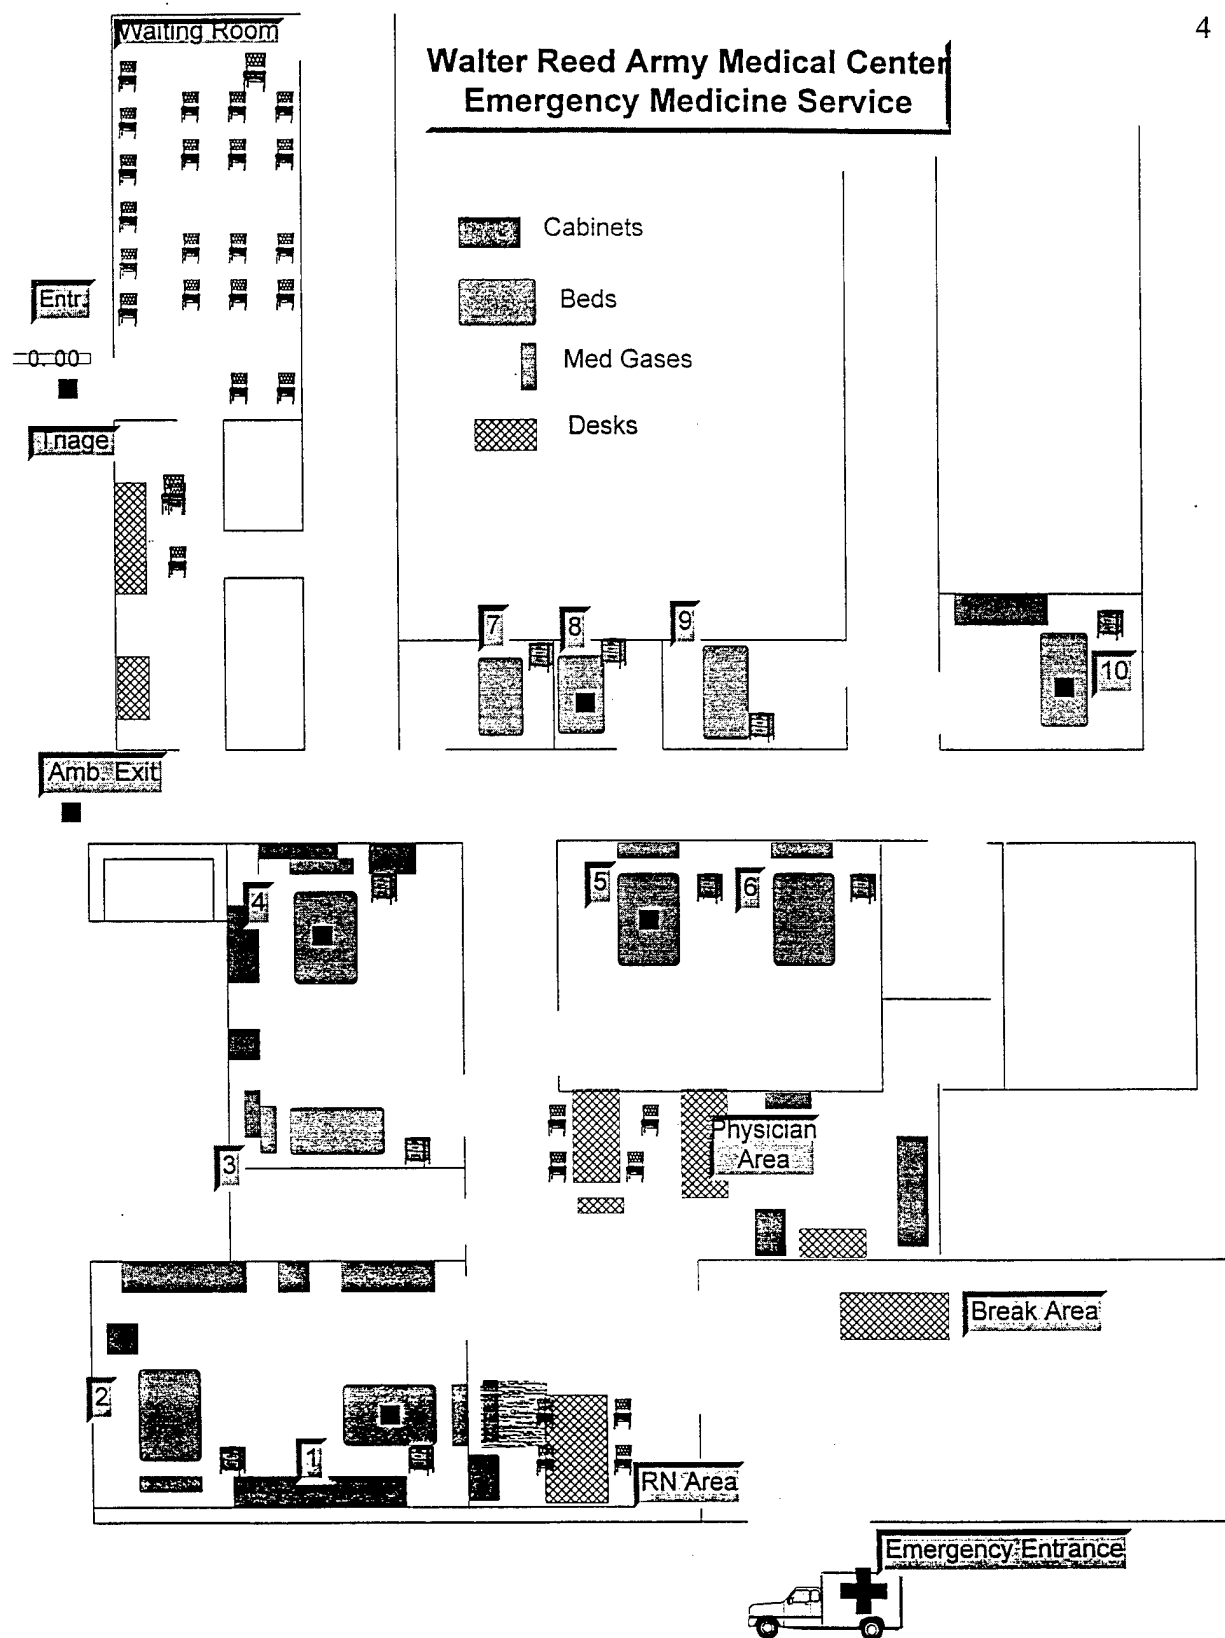 4
Waiting Room
Walter Reed Army Medical Center
Emergency Medicine Service
Cabinets
Beds
Med Gases
Desks
Entr.
0.00
Triage
7
8
9
10
Amb. Exit
4
5
6
3
Physician
Area
Break Area
2
1
RN Area
Emergency Entrance